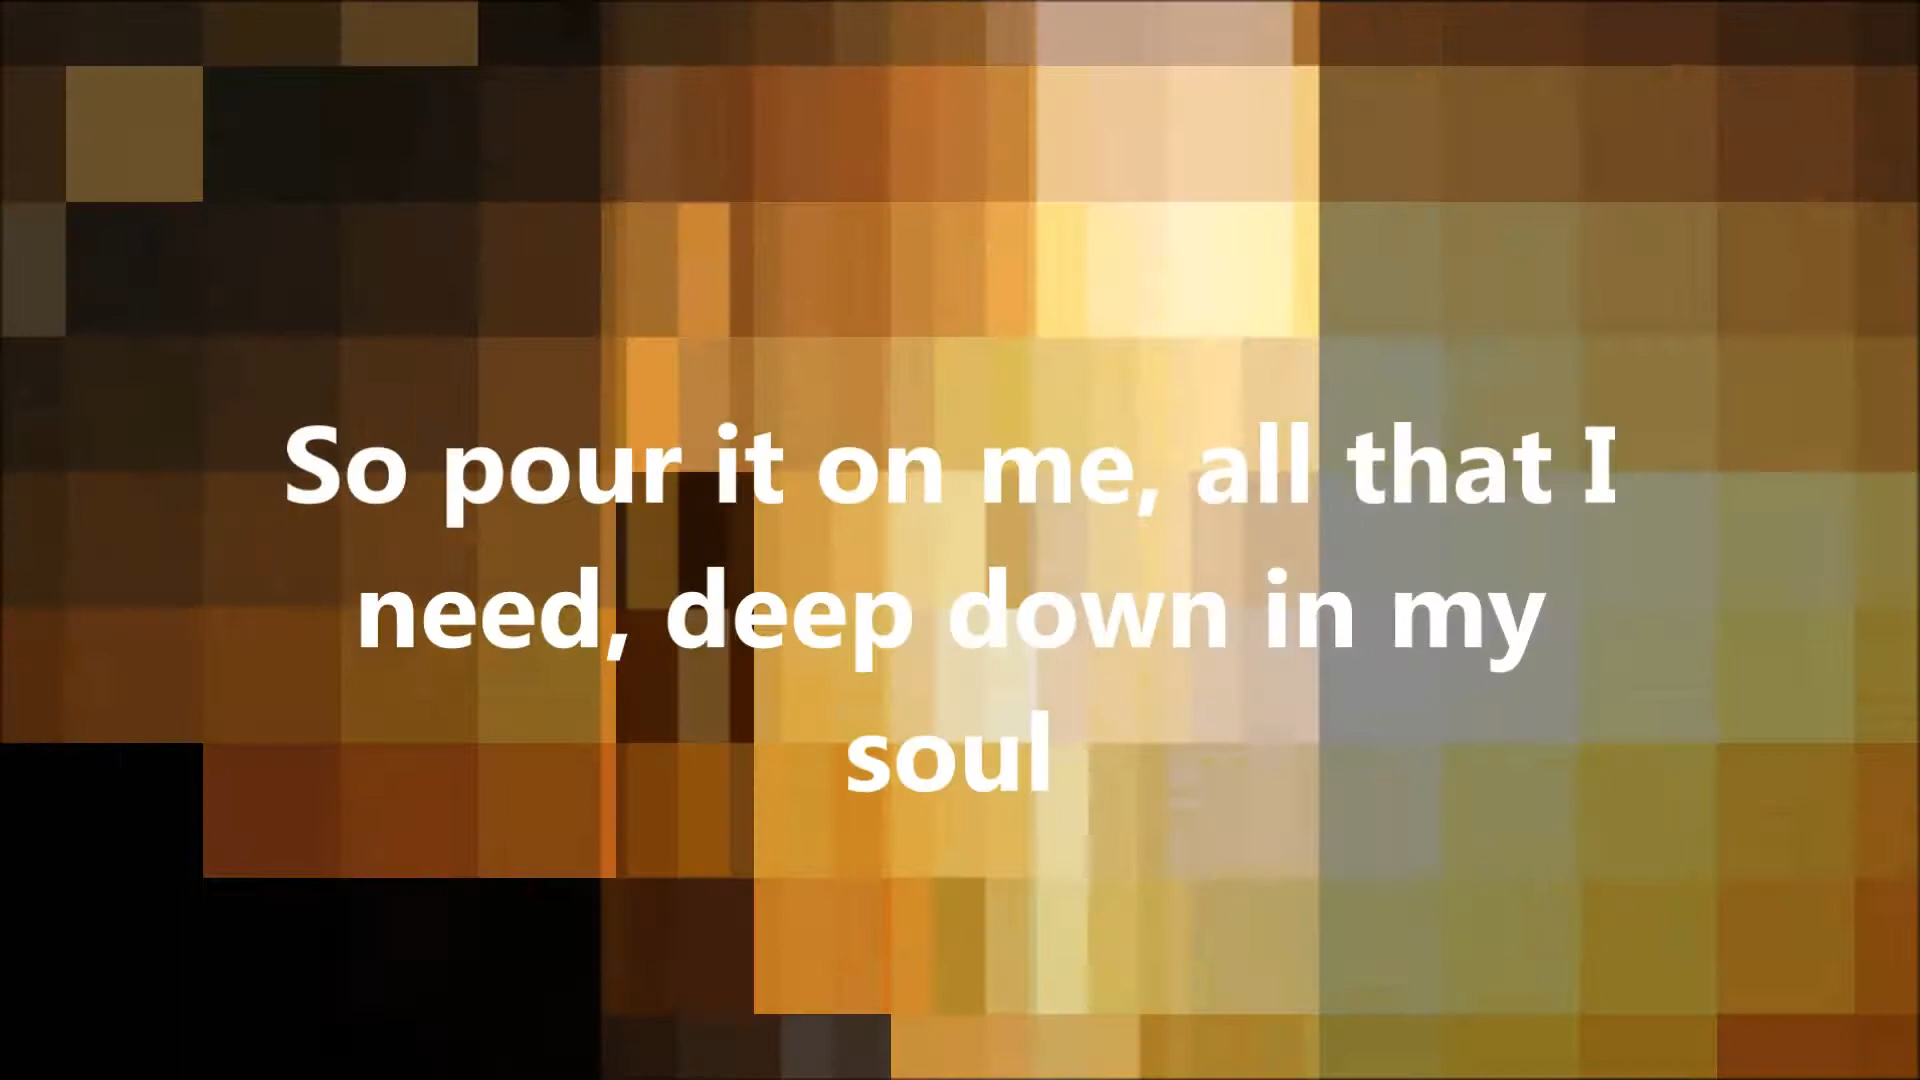 So pour it on me, all that I
need, deep down in my
soul